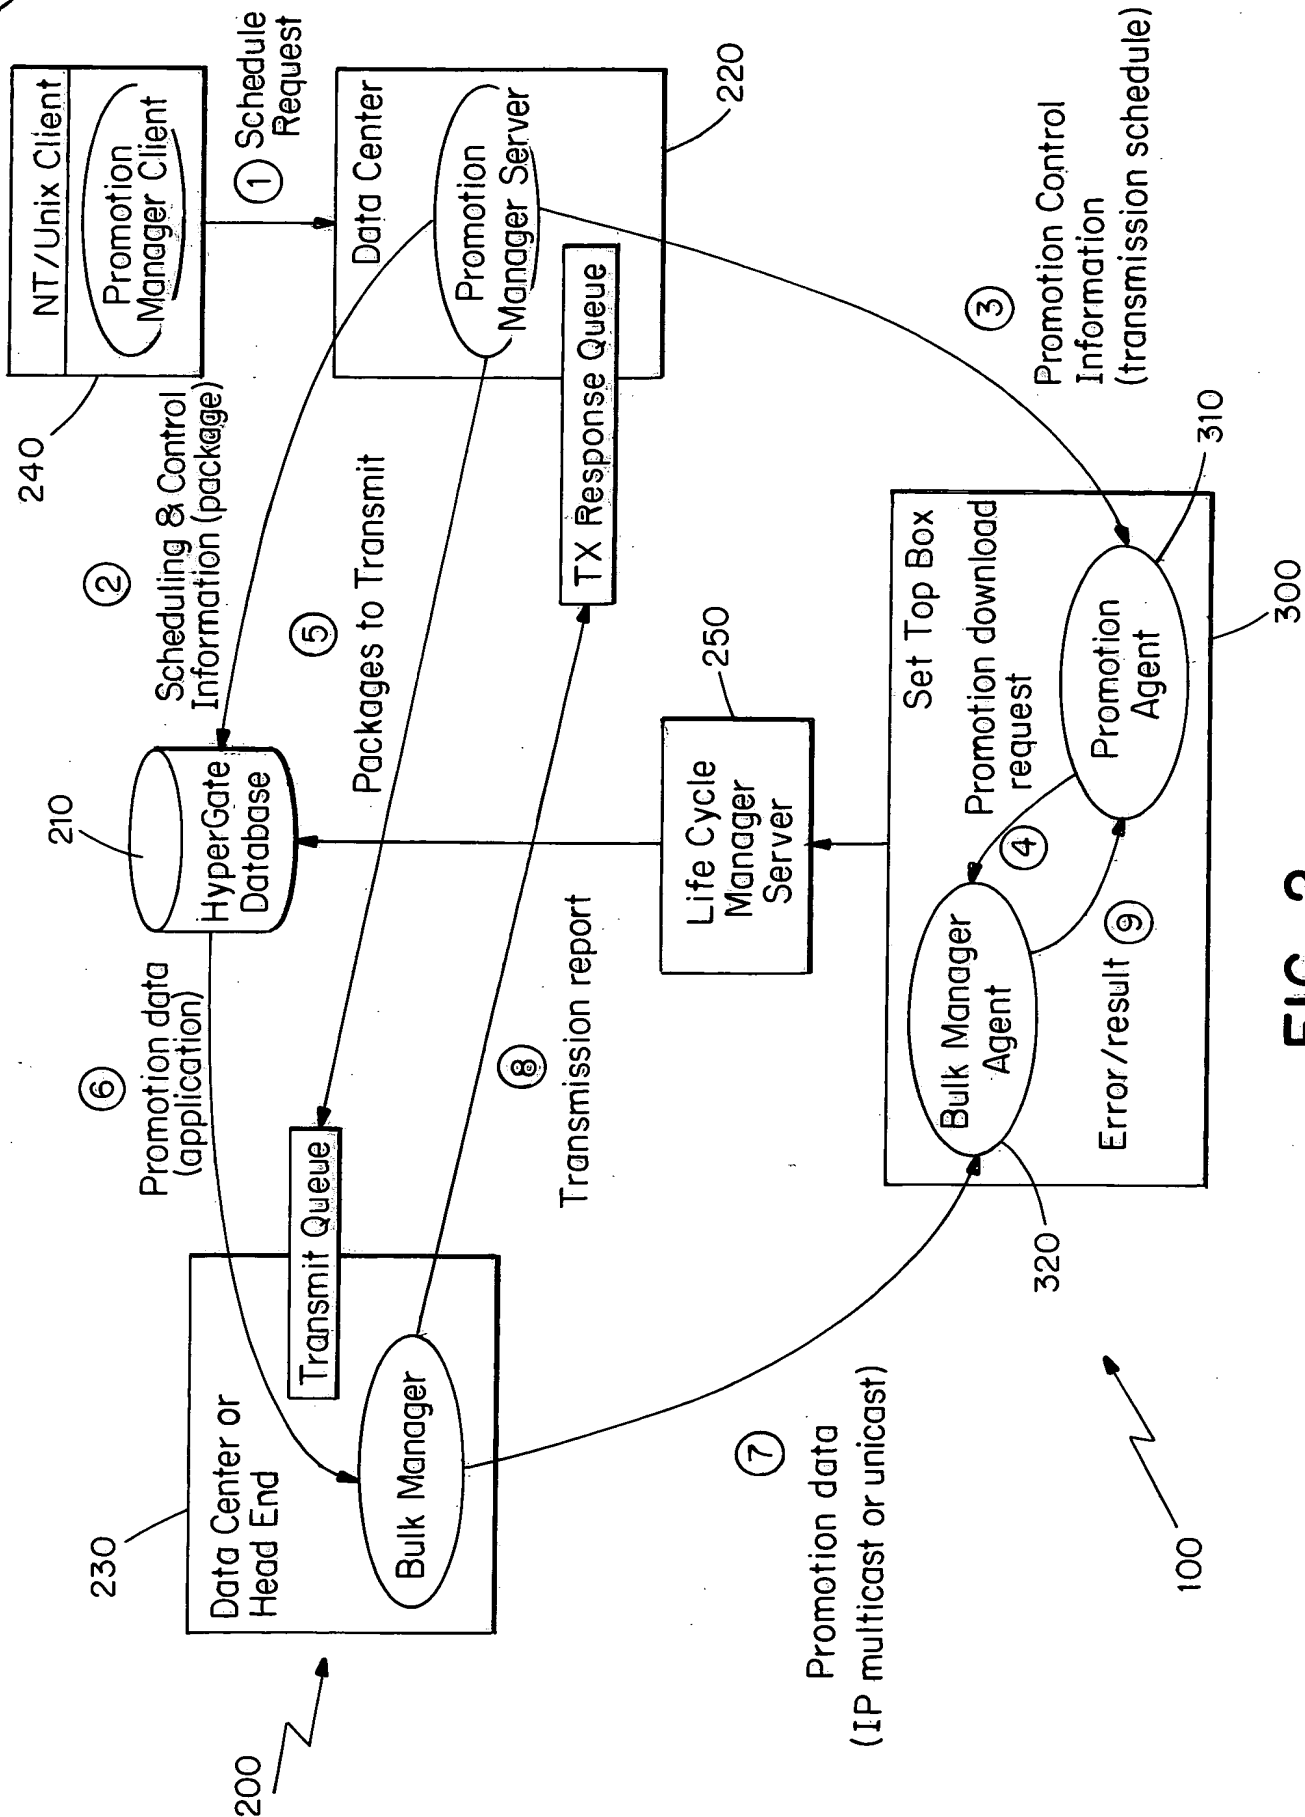 240
NT/Unix Client
Promotion
Manager Client
1
Schedule
Request
2
Scheduling & Control
Information (package)
210
HyperGate
Database
6
Promotion data
(application)
230
Data Center or
Head End
Transmit Queue
Bulk Manager
200
5
Packages to Transmit
8
Transmission report
Data Center
Promotion
Manager Server
TX Response Queue
220
250
Life Cycle
Manager
Server
3
Promotion Control
Information
(transmission schedule)
7
Promotion data
(IP multicast or unicast)
Set Top Box
Promotion download
request
4
Bulk Manager
Agent
Promotion
Agent
Error/result
9
310
320
300
100
FIG.